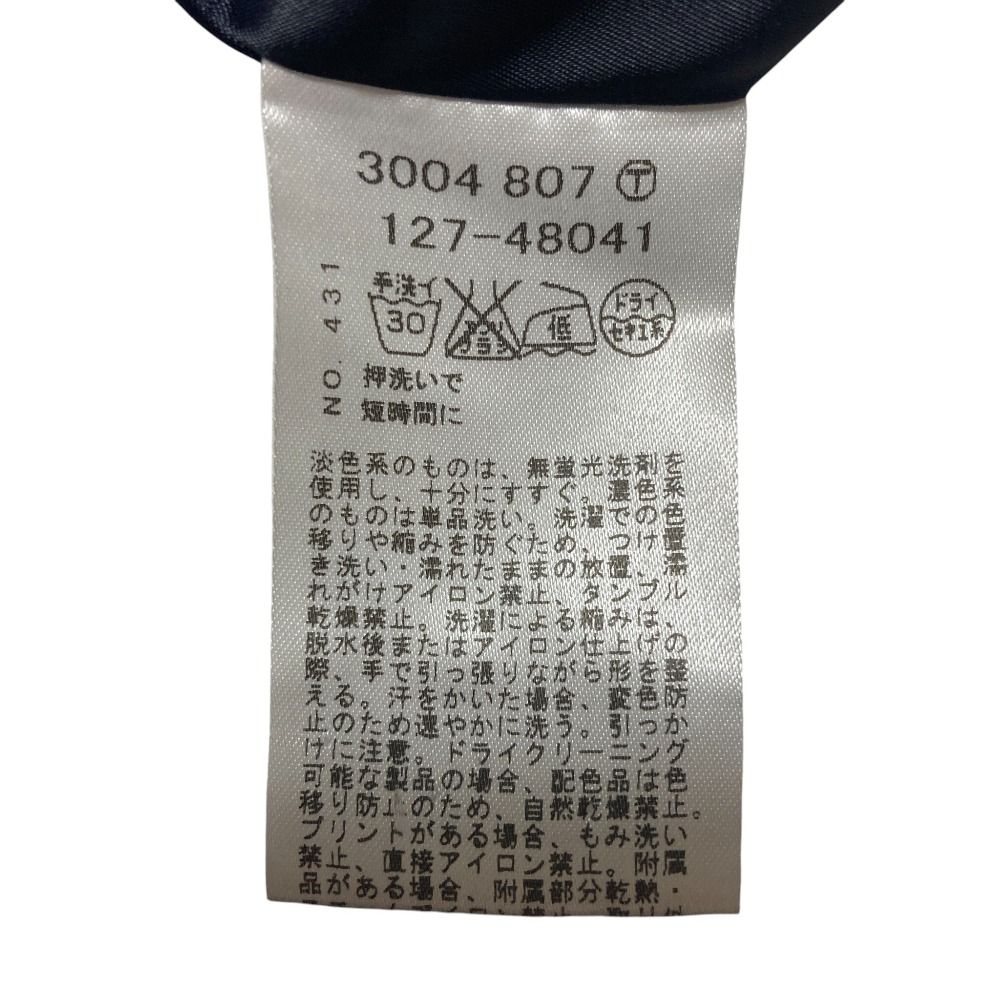 3004 807 Ⓣ
127-48041
NO. 431
手洗イ
30
エンソ
サラシ
低
ドライ
セキユ系
押洗いで
短時間に
淡色系のものは、無蛍光洗剤を
使用し、十分にすすぐ。濃色系
のものは単品洗い。洗濯での色
移りや縮みを防ぐため、つけ置
き洗い・濡れたままの放置、濡
れがけアイロン禁止、タンブル
乾燥禁止。洗濯による縮みは、
脱水後またはアイロン仕上げの
際、手で引っ張りながら形を整
える。汗をかいた場合、変色防
止のため速やかに洗う。引っか
けに注意。ドライクリーニング
可能な製品の場合、配色品は色
移り防止のため、自然乾燥禁止。
プリントがある場合、もみ洗い
禁止、直接アイロン禁止。附属
品がある場合、附属部分乾熱・